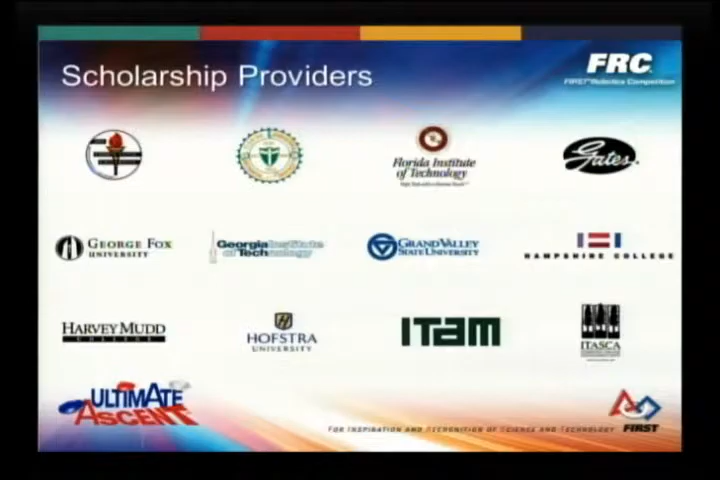 Scholarship Providers
FRC
FIRST Robotics Competition
Florida Institute
of Technology
Gates
GEORGE FOX
UNIVERSITY
Georgia Institute
of Technology
GRAND VALLEY
STATE UNIVERSITY
HAMPSHIRE COLLEGE
HARVEY MUDD
COLLEGE
HOFSTRA
UNIVERSITY
ITAM
ITASCA
ULTIMATE
ASCENT
FOR INSPIRATION AND RECOGNITION OF SCIENCE AND TECHNOLOGY
FIRST